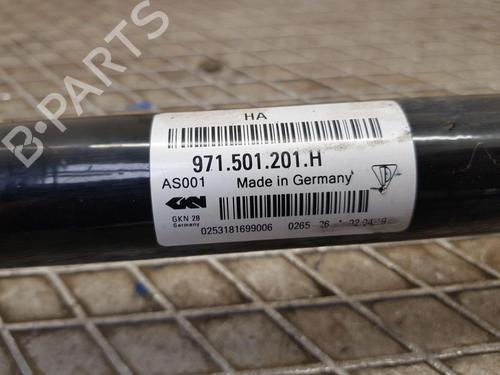 HA
971.501.201.H
AS001 Made in Germany
GKN
GKN 28
Germany
0253181699006 0265
B-PARTS